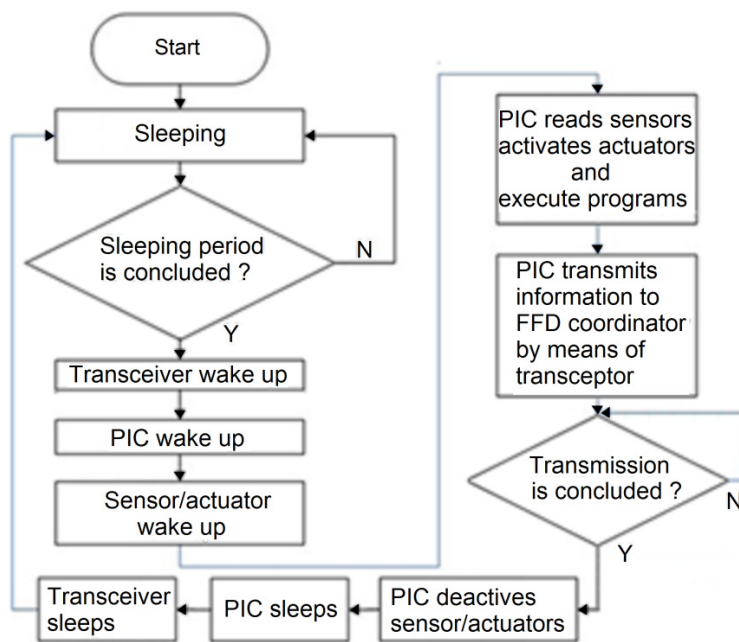 Start
Sleeping
Sleeping period
is concluded ?
N
Y
Transceiver wake up
PIC wake up
Sensor/actuator
wake up
PIC reads sensors
activates actuators
and
execute programs
PIC transmits
information to
FFD coordinator
by means of
transceptor
Transmission
is concluded ?
N
Y
PIC deactives
sensor/actuators
PIC sleeps
Transceiver
sleeps